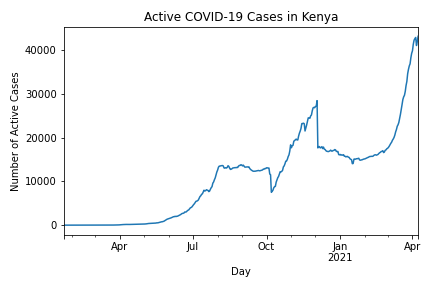 Active COVID-19 Cases in Kenya
Number of Active Cases
40000
30000
20000
10000
0
Apr Jul Oct Jan Apr
2021
Day